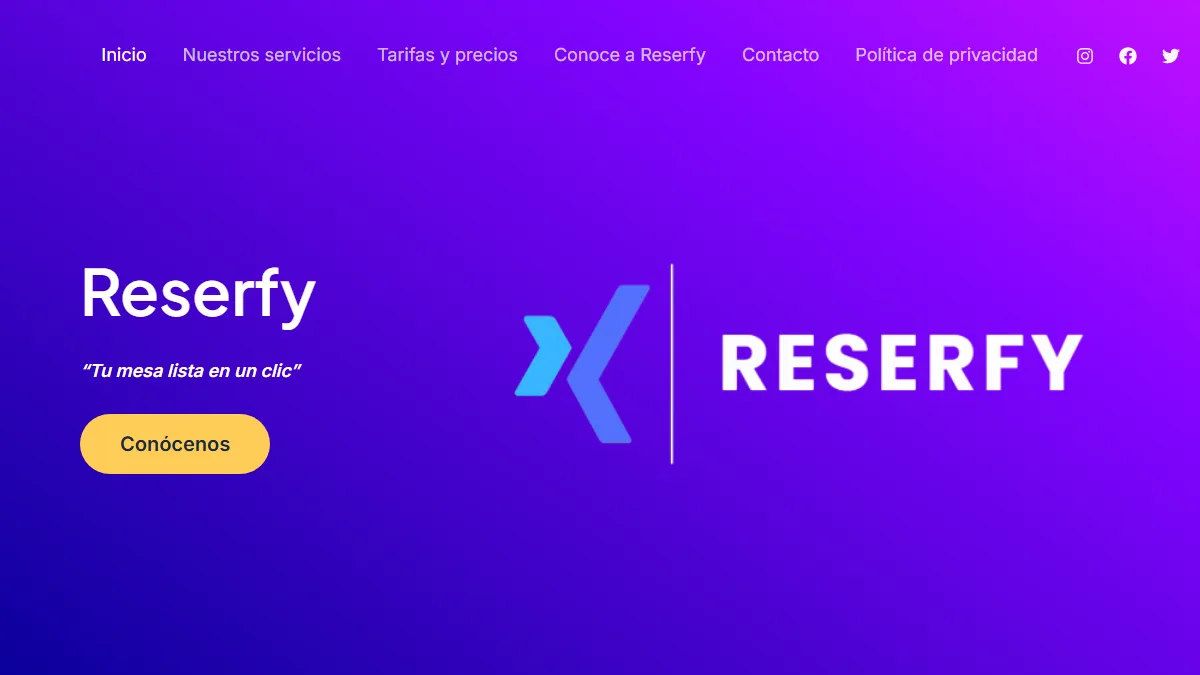 Inicio Nuestros servicios Tarifas y precios Conoce a Reserfy Contacto Política de privacidad
Reserfy
“Tu mesa lista en un clic”
Conócenos
RESERFY